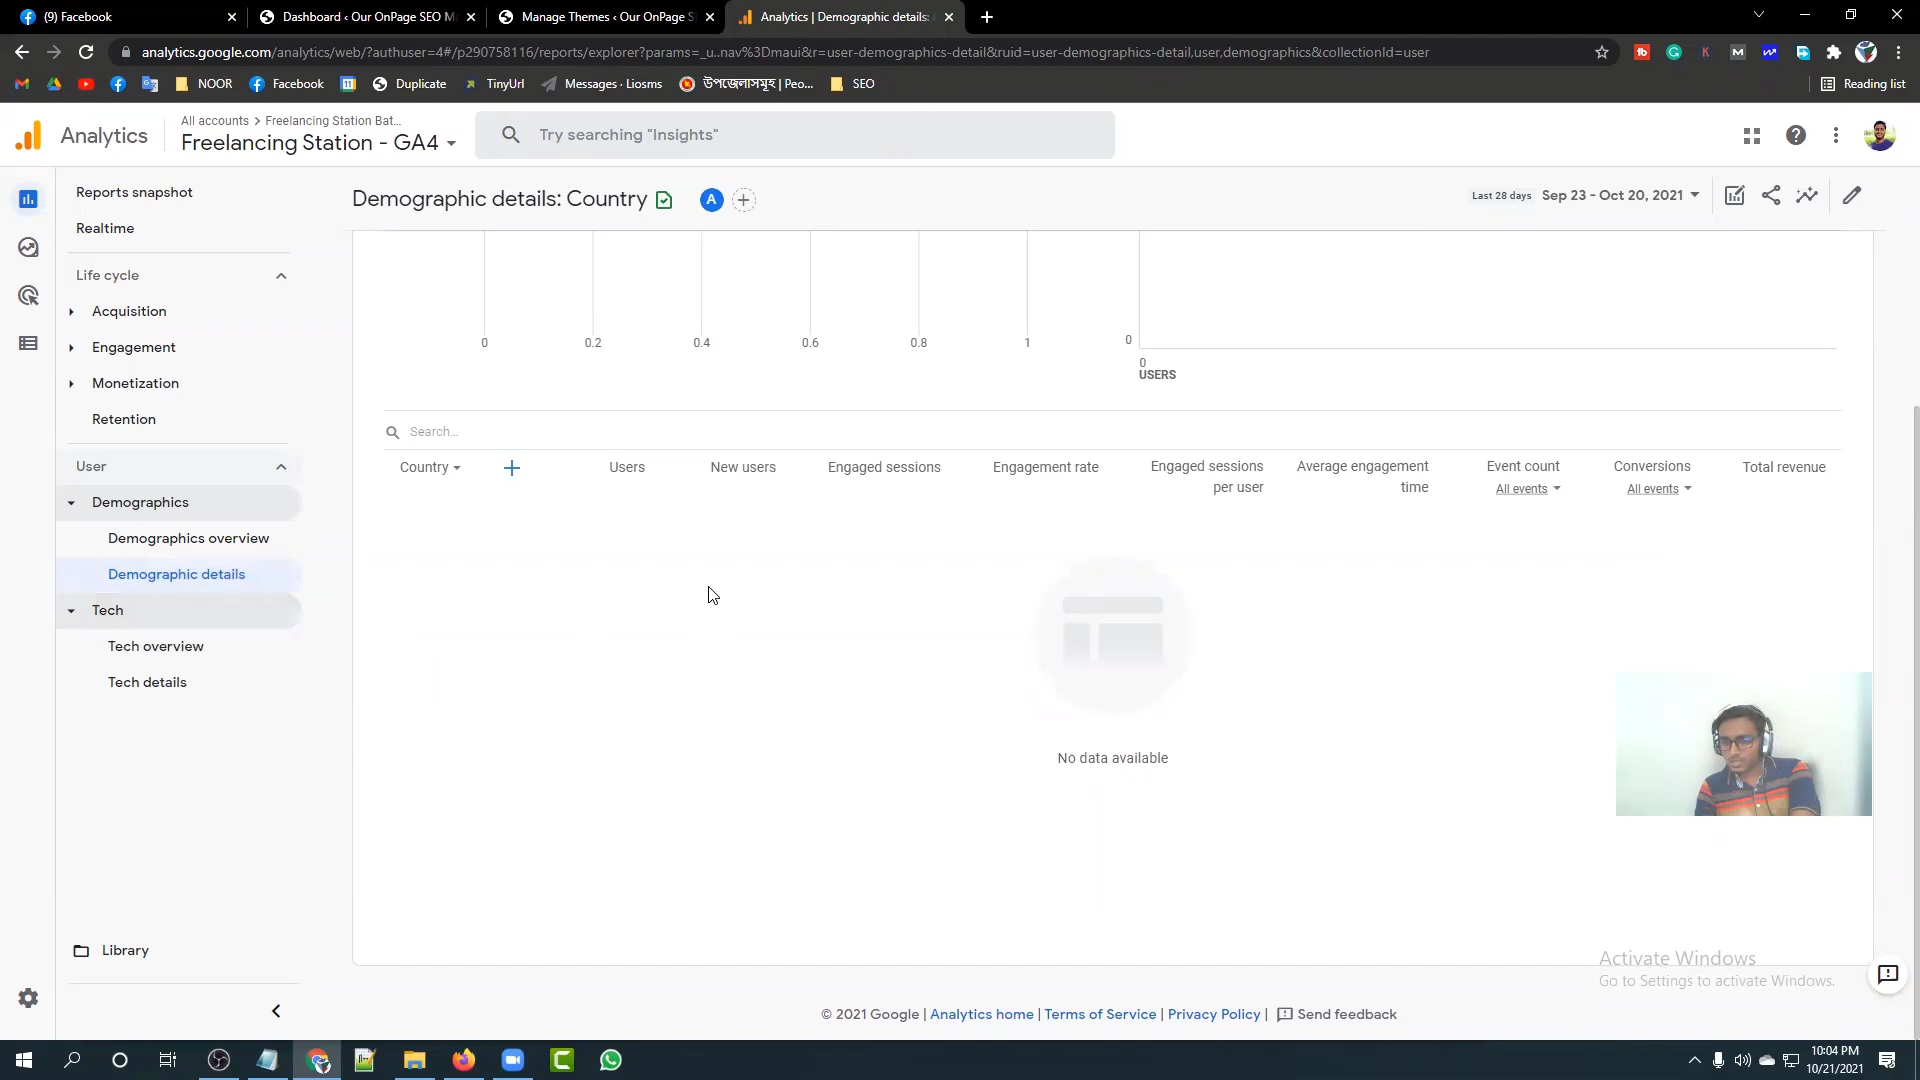 (9) Facebook
Dashboard ‹ Our OnPage SEO M
Manage Themes ‹ Our OnPage S
Analytics | Demographic details:
analytics.google.com/analytics/web/?authuser=4#/p290758116/reports/explorer?params=_u..nav%3Dmaui&r=user-demographics-detail&ruid=user-demographics-detail,user,demographics&collectionId=user
NOOR
Facebook
Duplicate
TinyUrl
Messages · Liosms
উপজেলাসমূহ | Peo...
SEO
Reading list
Analytics
All accounts > Freelancing Station Bat...
Freelancing Station - GA4
Try searching "Insights"
Reports snapshot
Realtime
Life cycle
Acquisition
Engagement
Monetization
Retention
User
Demographics
Demographics overview
Demographic details
Tech
Tech overview
Tech details
Library
Demographic details: Country
A
Last 28 days Sep 23 - Oct 20, 2021
0 0.2 0.4 0.6 0.8 1
0
0
USERS
Search...
Country
Users
New users
Engaged sessions
Engagement rate
Engaged sessions
per user
Average engagement
time
Event count
All events
Conversions
All events
Total revenue
No data available
Activate Windows
Go to Settings to activate Windows.
© 2021 Google | Analytics home | Terms of Service | Privacy Policy | Send feedback
10:04 PM
10/21/2021